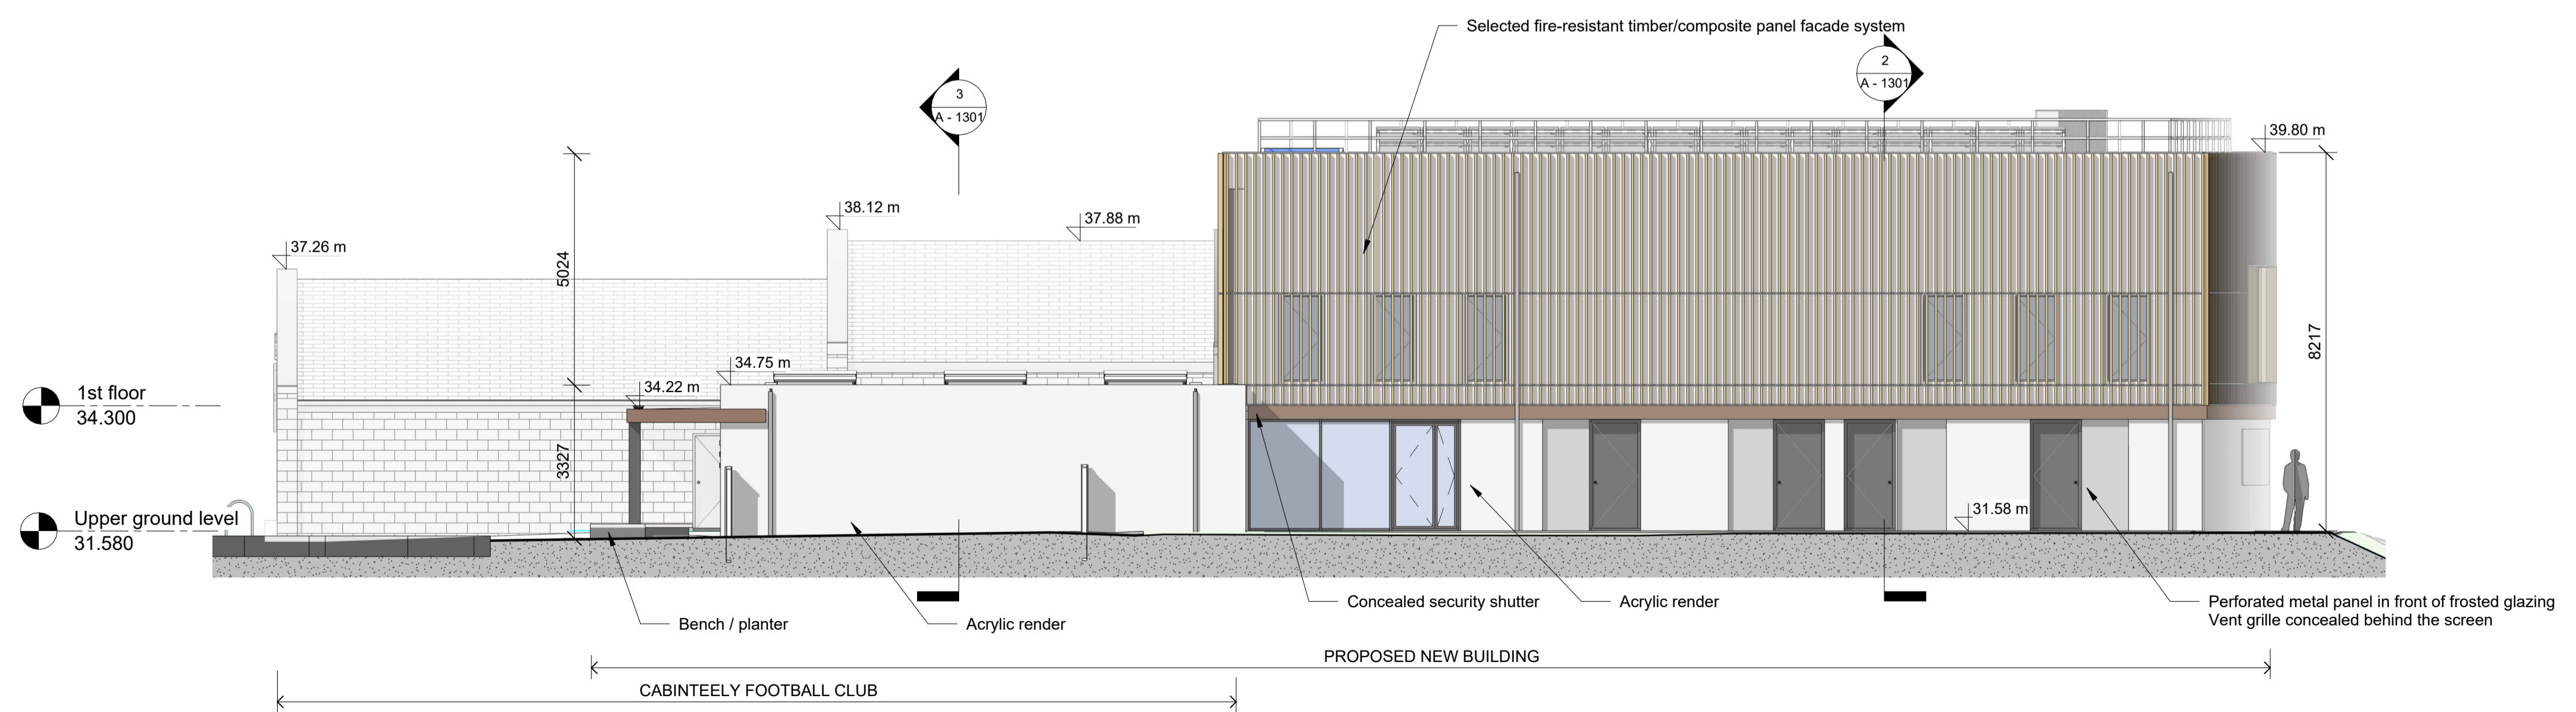 Selected fire-resistant timber/composite panel facade system
2
A - 1301
3
A - 1301
39.80 m
38.12 m
37.88 m
37.26 m
5024
8217
34.75 m
34.22 m
1st floor
34.300
3327
31.58 m
Upper ground level
31.580
Concealed security shutter
Acrylic render
Perforated metal panel in front of frosted glazing
Vent grille concealed behind the screen
Bench / planter
Acrylic render
PROPOSED NEW BUILDING
CABINTEELY FOOTBALL CLUB